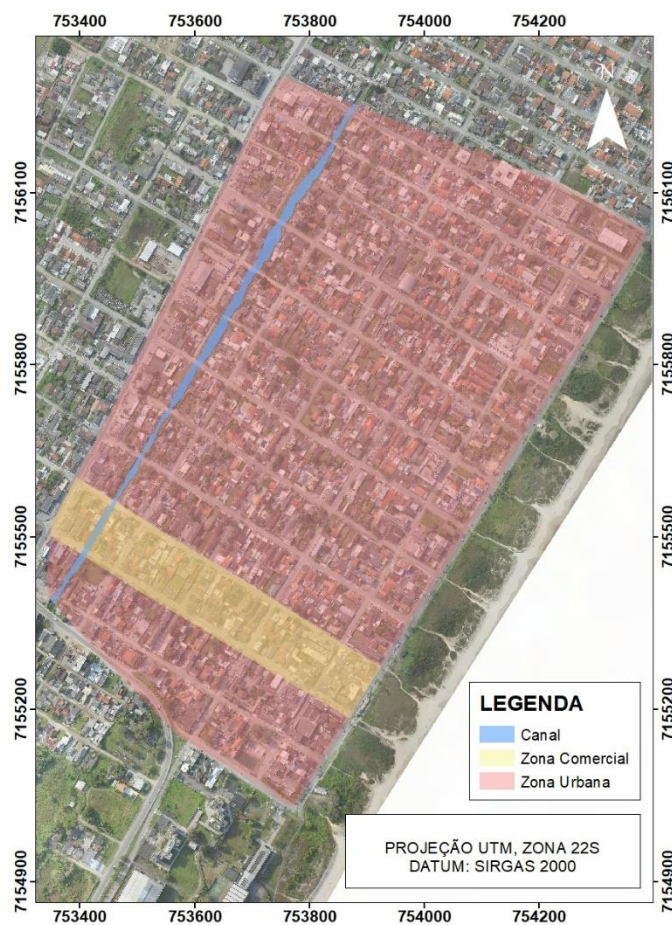 753400 753600 753800 754000 754200
7156100 7156100
N
7155800 7155800
7155500 7155500
7155200 7155200
LEGENDA
Canal
Zona Comercial
Zona Urbana
PROJEÇÃO UTM, ZONA 22S
DATUM: SIRGAS 2000
7154900 7154900
753400 753600 753800 754000 754200